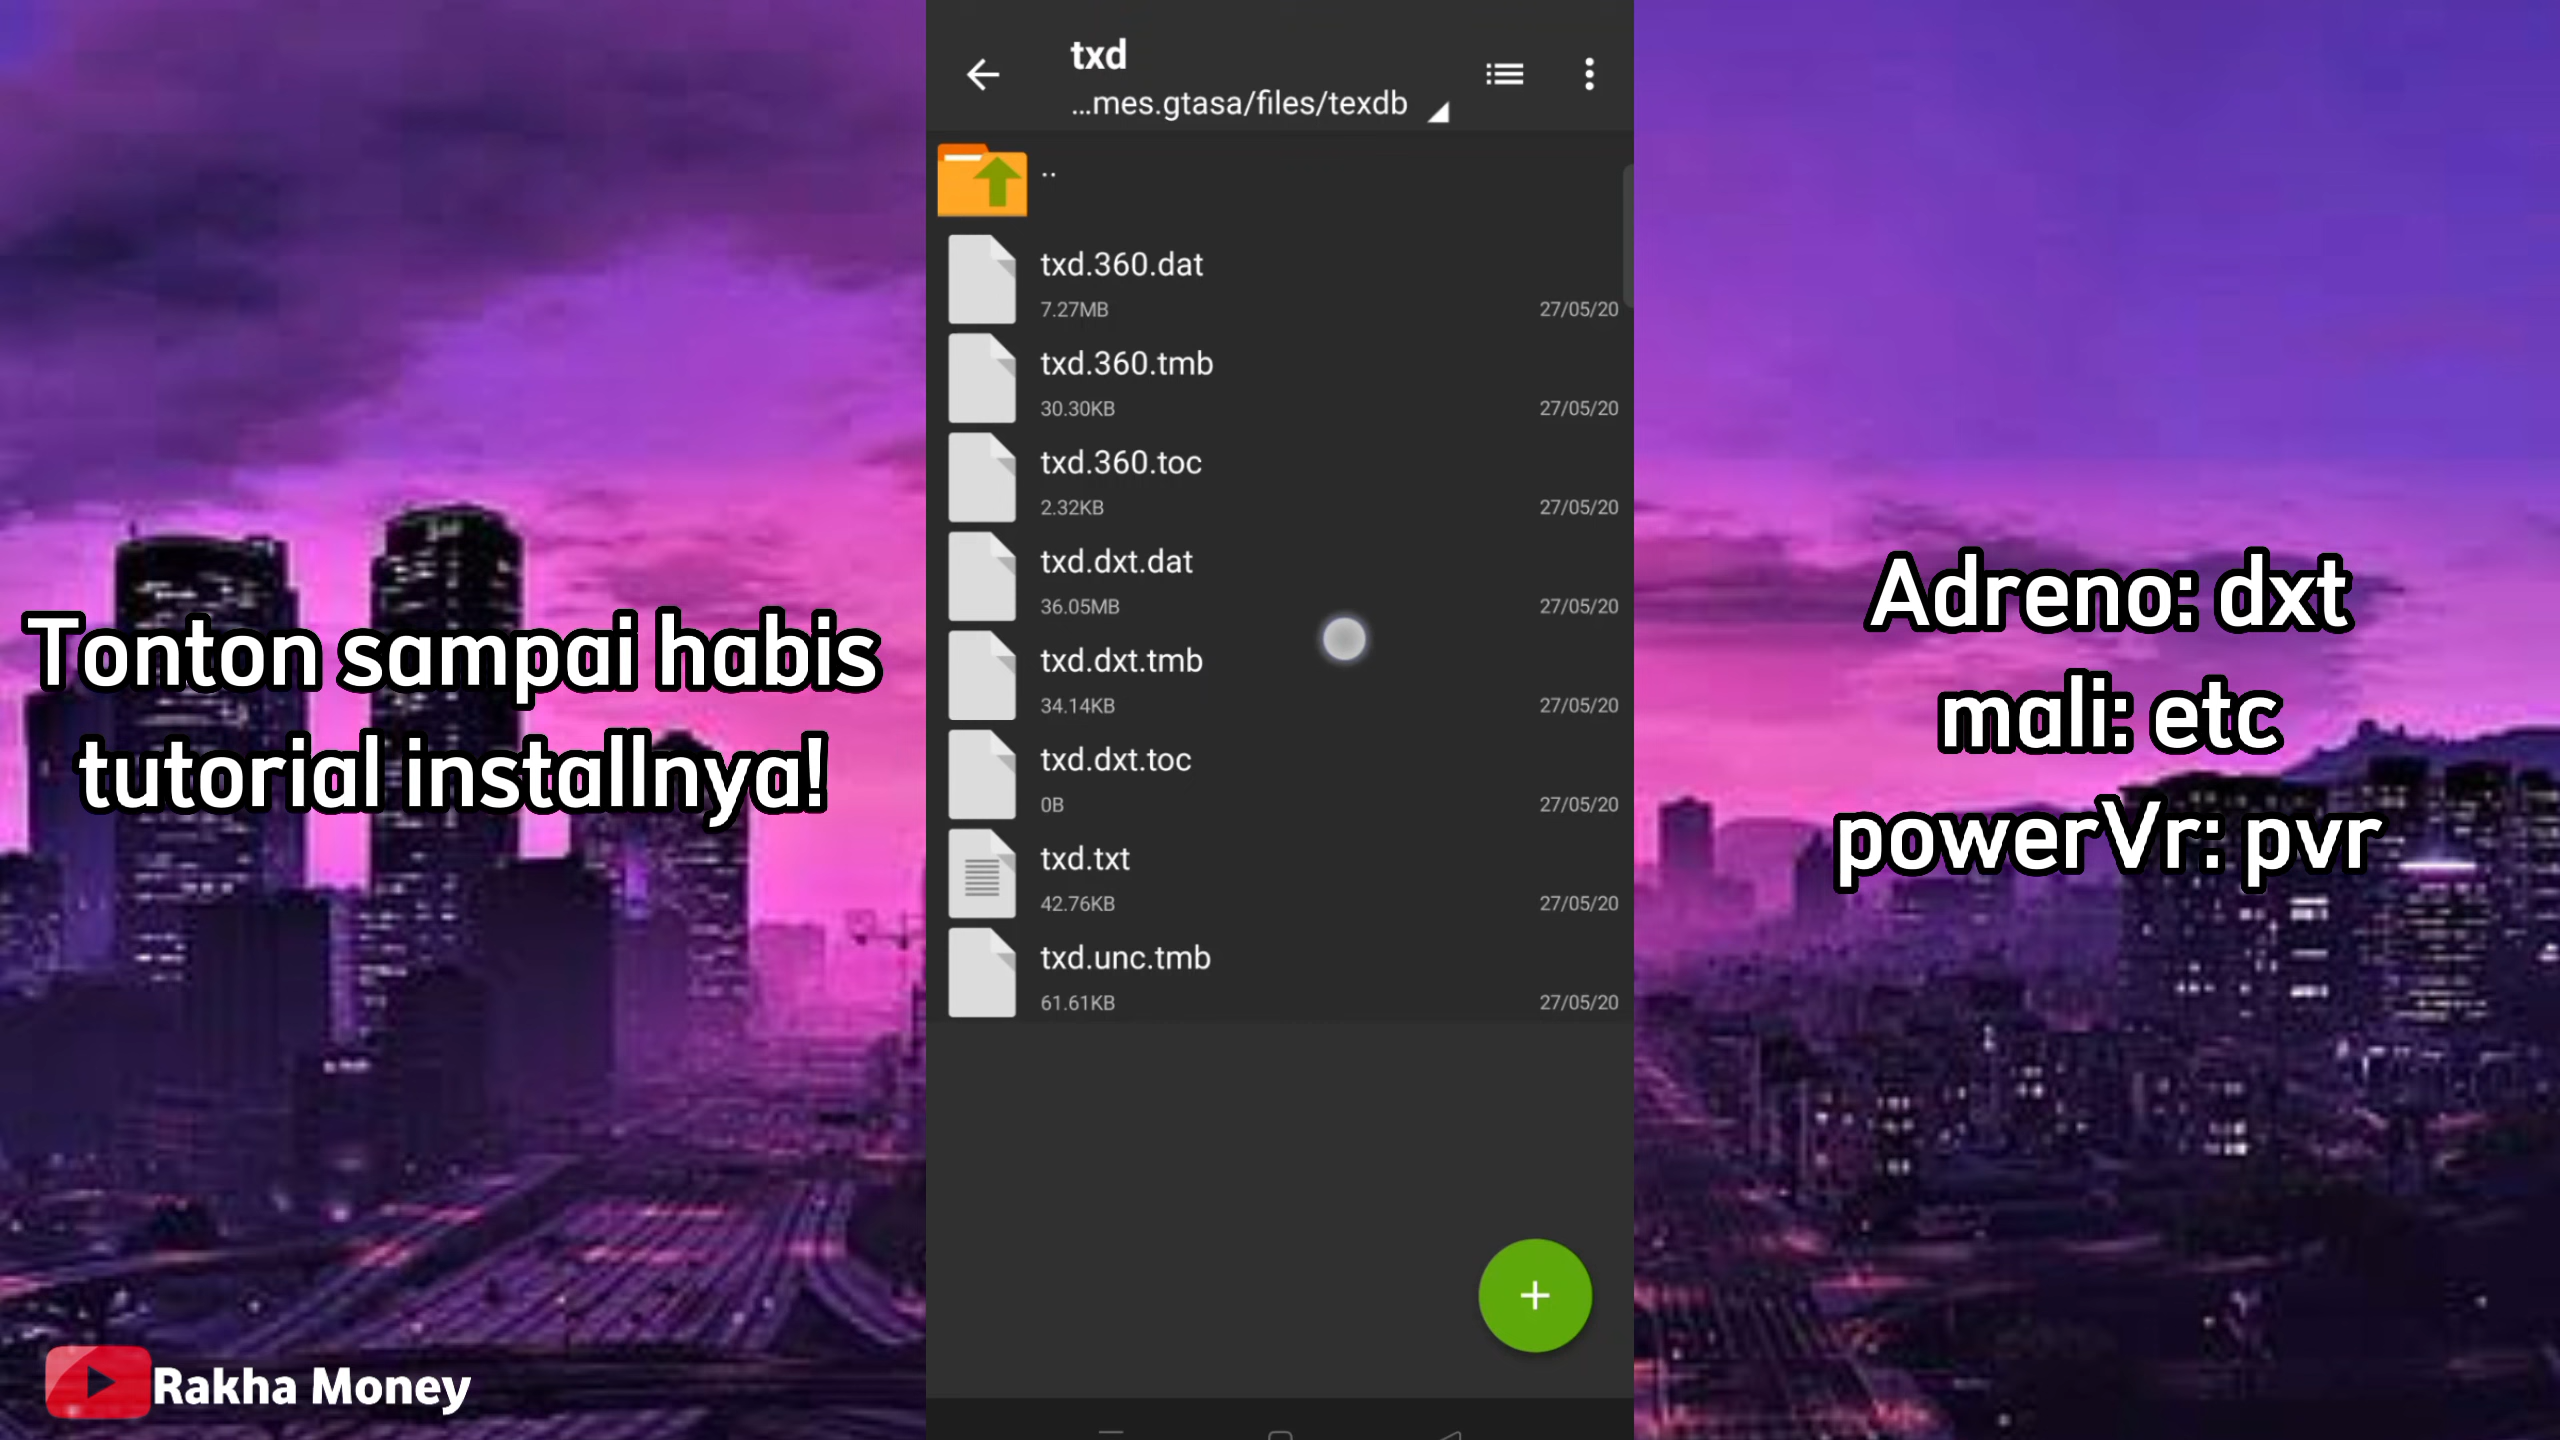 Tonton sampai habis
tutorial installnya!
Rakha Money
txd
...mes.gtasa/files/texdb
..
txd.360.dat
7.27MB
27/05/20
txd.360.tmb
30.30KB
27/05/20
txd.360.toc
2.32KB
27/05/20
txd.dxt.dat
36.05MB
27/05/20
txd.dxt.tmb
34.14KB
27/05/20
txd.dxt.toc
0B
27/05/20
txd.txt
42.76KB
27/05/20
txd.unc.tmb
61.61KB
27/05/20
Adreno: dxt
mali: etc
powerVr: pvr